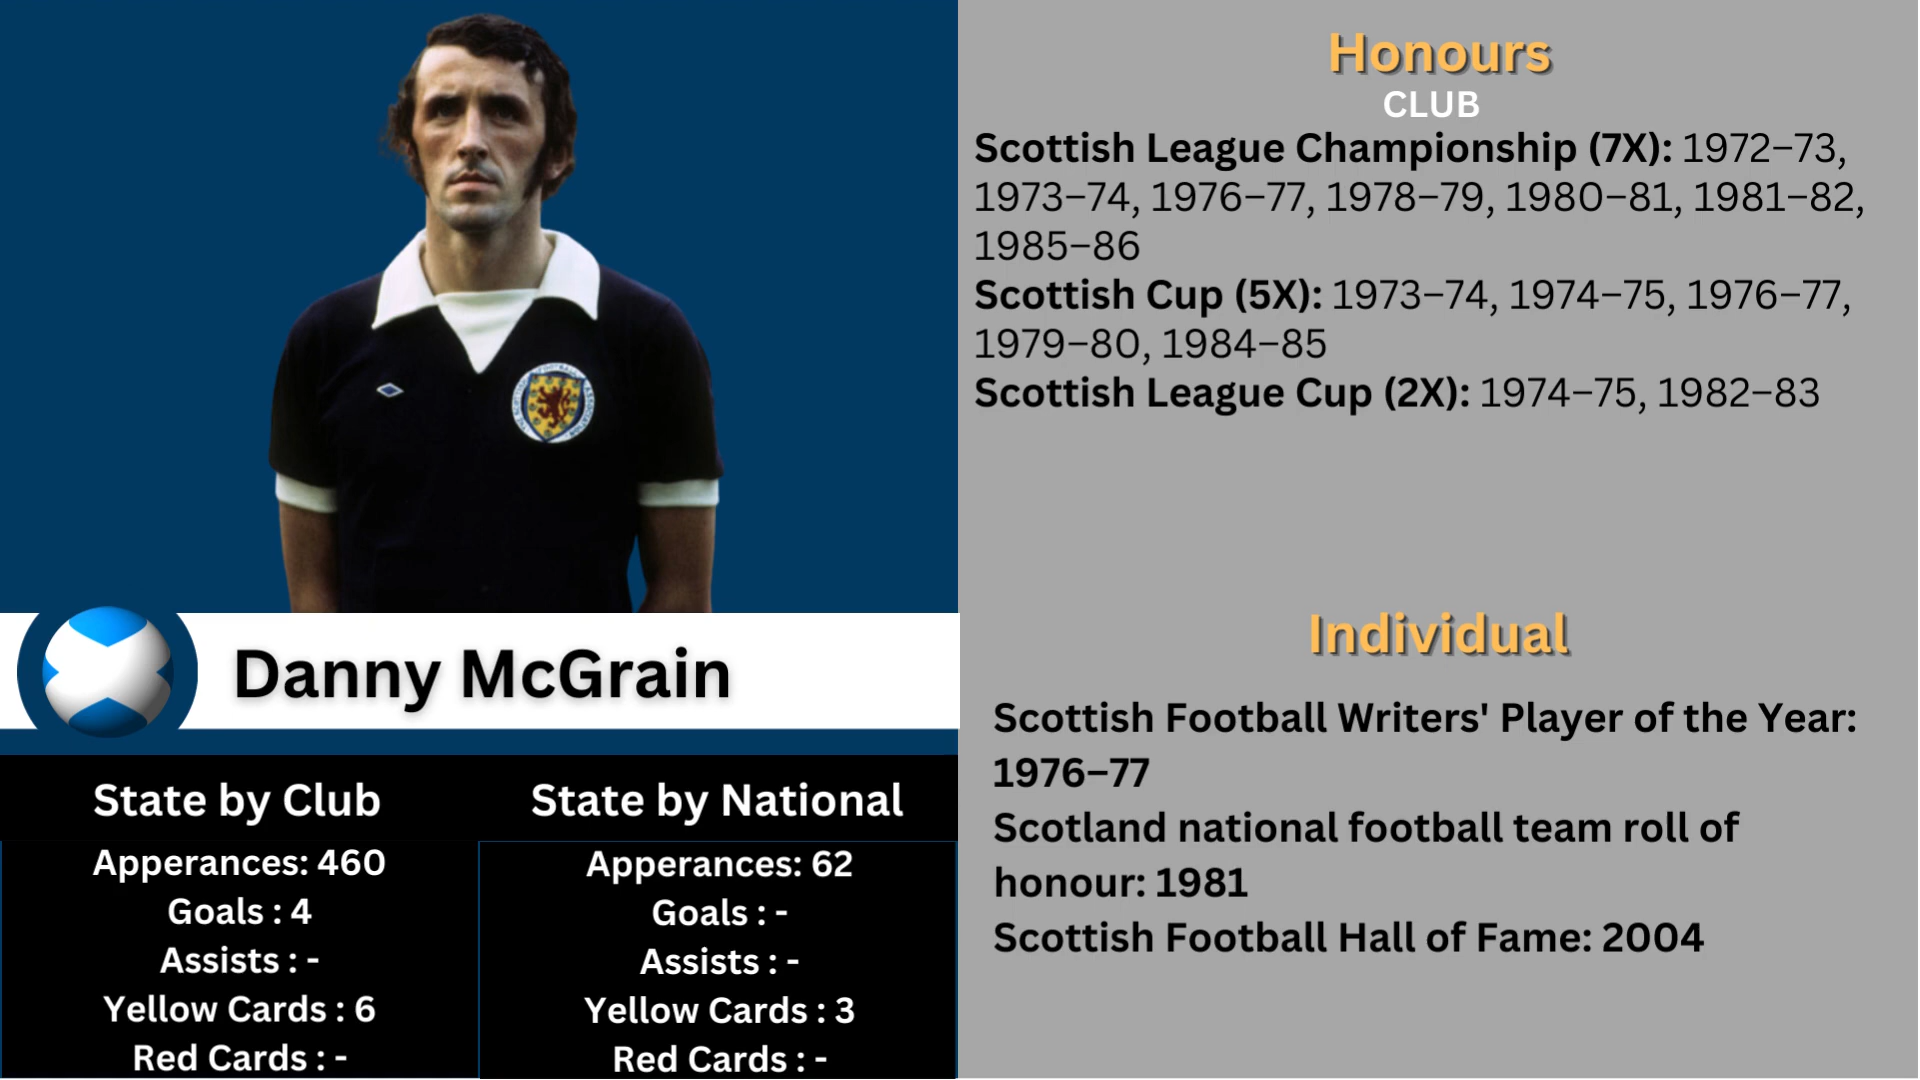 Honours
CLUB
Scottish League Championship (7X): 1972–73,
1973–74, 1976–77, 1978–79, 1980–81, 1981–82,
1985–86
Scottish Cup (5X): 1973–74, 1974–75, 1976–77,
1979–80, 1984–85
Scottish League Cup (2X): 1974–75, 1982–83
Danny McGrain
State by Club
Apperances: 460
Goals : 4
Assists : -
Yellow Cards : 6
Red Cards : -
State by National
Apperances: 62
Goals : -
Assists : -
Yellow Cards : 3
Red Cards : -
Individual
Scottish Football Writers' Player of the Year:
1976–77
Scotland national football team roll of
honour: 1981
Scottish Football Hall of Fame: 2004